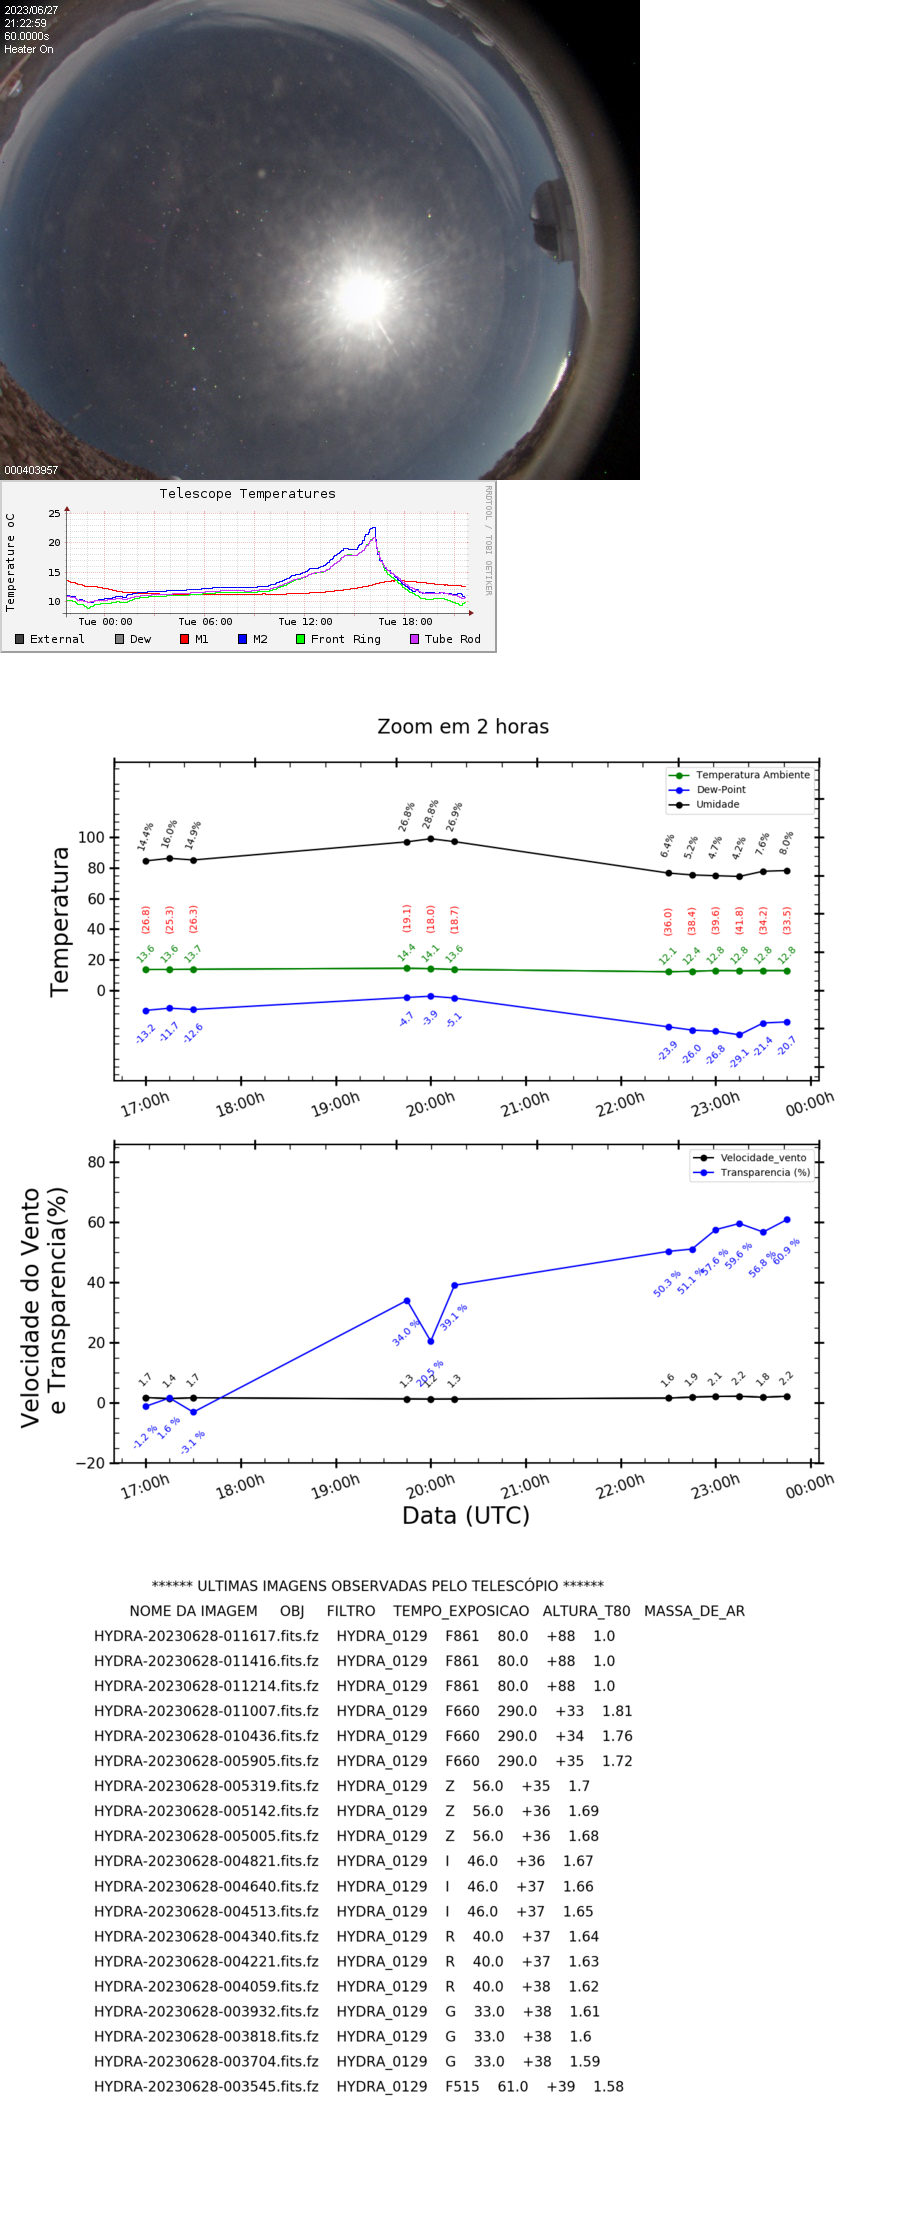 2023/06/27
21:22:59
60.0000s
Heater On
000403957
Telescope Temperatures
RRDTOOL / TOBI OETIKER
Temperature oC
25
20
15
10
Tue 00:00 Tue 06:00 Tue 12:00 Tue 18:00
External Dew M1 M2 Front Ring Tube Rod
Zoom em 2 horas
Temperatura Ambiente
Dew-Point
Umidade
Temperatura
100
80
60
40
20
0
14.4% 16.0% 14.9% 26.8% 28.8% 26.9% 6.4% 5.2% 4.7% 4.2% 7.6% 8.0%
(26.8) (25.3) (26.3) (19.1) (18.0) (18.7) (36.0) (38.4) (39.6) (41.8) (34.2) (33.5)
13.6 13.6 13.7 14.4 14.1 13.6 12.1 12.4 12.8 12.8 12.8 12.8
-13.2 -11.7 -12.6 -4.7 -3.9 -5.1 -23.9 -26.0 -26.8 -29.1 -21.4 -20.7
17:00h 18:00h 19:00h 20:00h 21:00h 22:00h 23:00h 00:00h
Velocidade_vento
Transparencia (%)
Velocidade do Vento
e Transparencia(%)
80
60
40
20
0
−20
50.3 % 51.1 % 57.6 % 59.6 % 56.8 % 60.9 %
34.0 % 20.5 % 39.1 %
1.7 1.4 1.7 1.3 1.2 1.3 1.6 1.9 2.1 2.2 1.8 2.2
-1.2 % 1.6 % -3.1 %
17:00h 18:00h 19:00h 20:00h 21:00h 22:00h 23:00h 00:00h
Data (UTC)
****** ULTIMAS IMAGENS OBSERVADAS PELO TELESCÓPIO ******
NOME DA IMAGEM OBJ FILTRO TEMPO_EXPOSICAO ALTURA_T80 MASSA_DE_AR
HYDRA-20230628-011617.fits.fz HYDRA_0129 F861 80.0 +88 1.0
HYDRA-20230628-011416.fits.fz HYDRA_0129 F861 80.0 +88 1.0
HYDRA-20230628-011214.fits.fz HYDRA_0129 F861 80.0 +88 1.0
HYDRA-20230628-011007.fits.fz HYDRA_0129 F660 290.0 +33 1.81
HYDRA-20230628-010436.fits.fz HYDRA_0129 F660 290.0 +34 1.76
HYDRA-20230628-005905.fits.fz HYDRA_0129 F660 290.0 +35 1.72
HYDRA-20230628-005319.fits.fz HYDRA_0129 Z 56.0 +35 1.7
HYDRA-20230628-005142.fits.fz HYDRA_0129 Z 56.0 +36 1.69
HYDRA-20230628-005005.fits.fz HYDRA_0129 Z 56.0 +36 1.68
HYDRA-20230628-004821.fits.fz HYDRA_0129 I 46.0 +36 1.67
HYDRA-20230628-004640.fits.fz HYDRA_0129 I 46.0 +37 1.66
HYDRA-20230628-004513.fits.fz HYDRA_0129 I 46.0 +37 1.65
HYDRA-20230628-004340.fits.fz HYDRA_0129 R 40.0 +37 1.64
HYDRA-20230628-004221.fits.fz HYDRA_0129 R 40.0 +37 1.63
HYDRA-20230628-004059.fits.fz HYDRA_0129 R 40.0 +38 1.62
HYDRA-20230628-003932.fits.fz HYDRA_0129 G 33.0 +38 1.61
HYDRA-20230628-003818.fits.fz HYDRA_0129 G 33.0 +38 1.6
HYDRA-20230628-003704.fits.fz HYDRA_0129 G 33.0 +38 1.59
HYDRA-20230628-003545.fits.fz HYDRA_0129 F515 61.0 +39 1.58